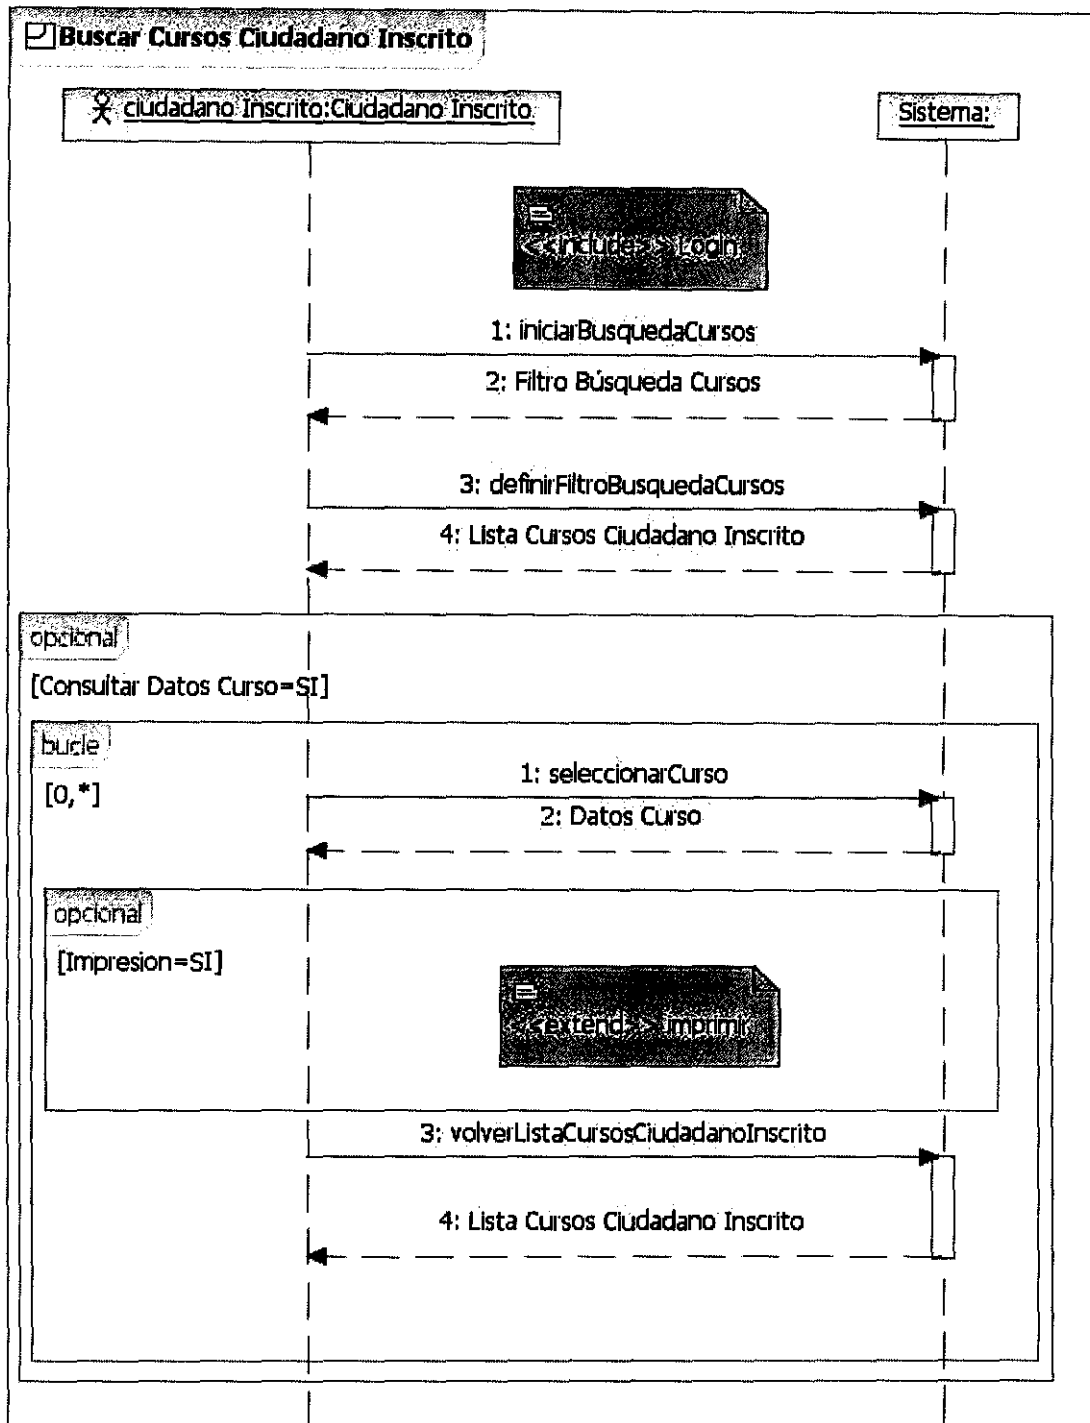 Buscar Cursos Ciudadano Inscrito
ciudadano Inscrito:Ciudadano Inscrito
Sistema:
<<include>> Login
1: iniciarBusquedaCursos
2: Filtro Búsqueda Cursos
3: definirFiltroBusquedaCursos
4: Lista Cursos Ciudadano Inscrito
opcional
[Consultar Datos Curso=SI]
bucle
[0,*]
1: seleccionarCurso
2: Datos Curso
opcional
[Impresion=SI]
<<extend>> imprimir
3: volverListaCursosCiudadanoInscrito
4: Lista Cursos Ciudadano Inscrito